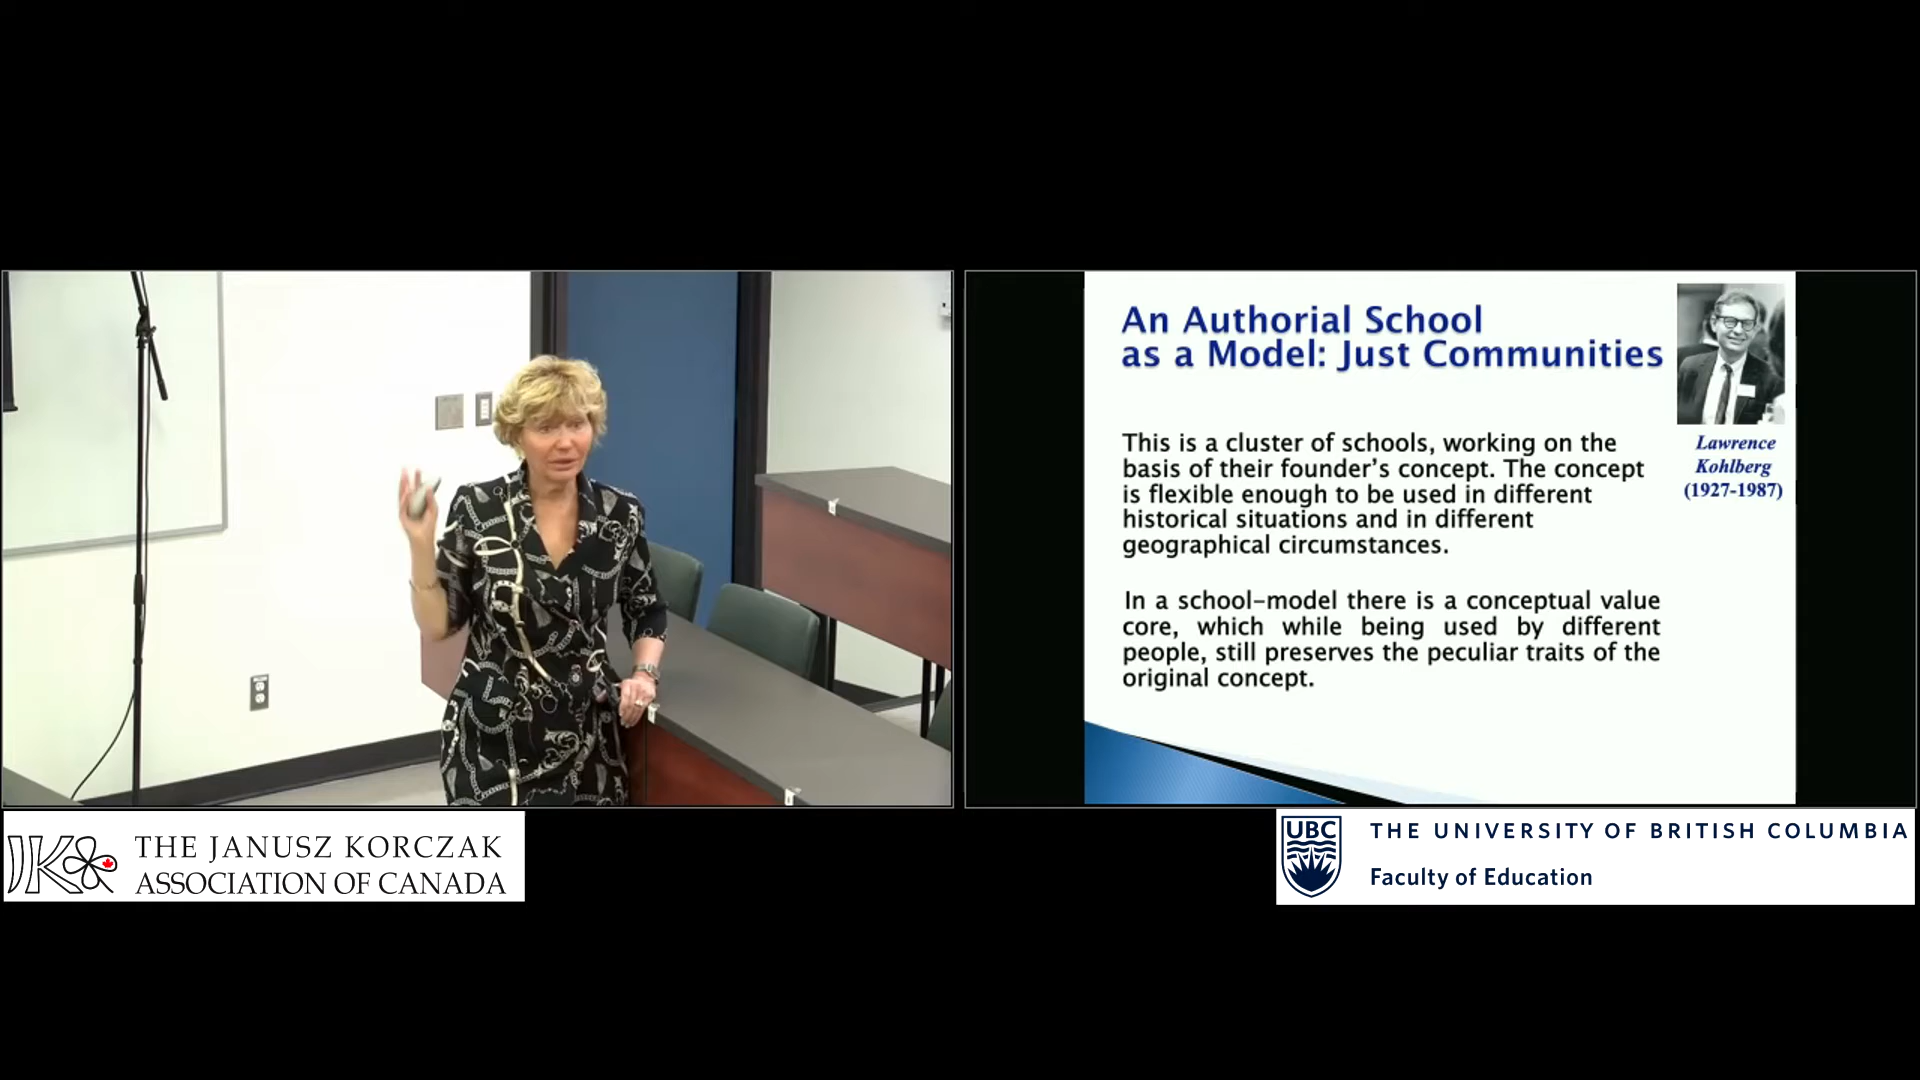 An Authorial School
as a Model: Just Communities
This is a cluster of schools, working on the
basis of their founder's concept. The concept
is flexible enough to be used in different
historical situations and in different
geographical circumstances.
In a school-model there is a conceptual value
core, which while being used by different
people, still preserves the peculiar traits of the
original concept.
Lawrence
Kohlberg
(1927-1987)
JK
THE JANUSZ KORCZAK
ASSOCIATION OF CANADA
UBC
THE UNIVERSITY OF BRITISH COLUMBIA
Faculty of Education